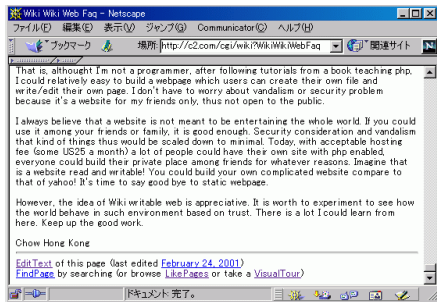 Wiki Wiki Web Faq - Netscape
ファイル(F) 編集(E) 表示(V) ジャンプ(G) Communicator(C) ヘルプ(H)
ブックマーク 場所: http://c2.com/cgi/wiki?WikiWikiWebFaq 関連サイト N
That is, althought I'm not a programmer, after following tutorials from a book teaching php,
I could relatively easy to build a webpage which users can create their own file and
write/edit their own page. I don't have to worry about vandalism or security problem
because it's a website for my friends only, thus not open to the public.
I always believe that a website is not meant to be entertaining the whole world. If you could
use it among your friends or family, it is good enough. Security consideration and vandalism
that kind of things thus would be scaled down to minimal. Today, with acceptable hosting
fee (some US25 a month) a lot of people could have their own site with php enabled,
everyone could build their private place among friends for whatever reasons. Imagine that
is a website read and writable! You could build your own complicated website compare to
that of yahoo! It's time to say good bye to static webpage.
However, the idea of Wiki writable web is appreciative. It is worth to experiment to see how
the world behave in such environment based on trust. There is a lot I could learn from
here. Keep up the good work.
Chow Hong Kong
EditText of this page (last edited February 24, 2001)
FindPage by searching (or browse LikePages or take a VisualTour)
ドキュメント: 完了。